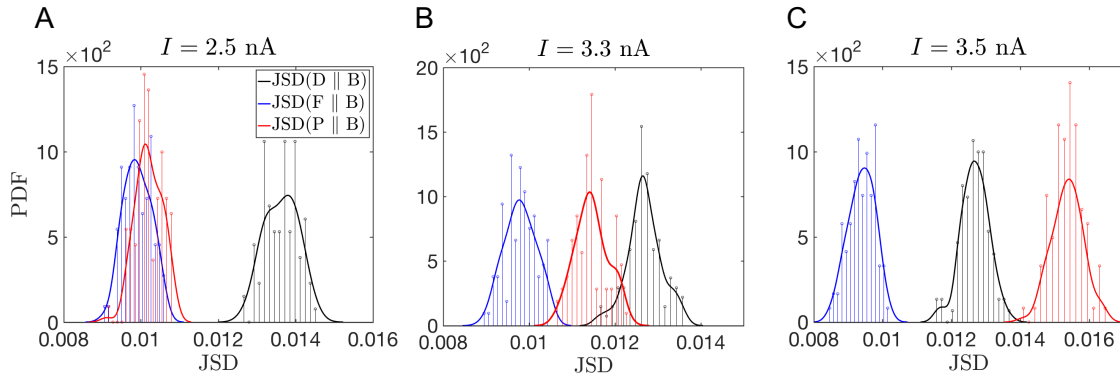 A
I = 2.5 nA
×10²
15
10
5
0
PDF
0.008
0.01
0.012
0.014
0.016
JSD
JSD(D ∥ B)
JSD(F ∥ B)
JSD(P ∥ B)
B
I = 3.3 nA
×10²
20
15
10
5
0
0.008
0.01
0.012
0.014
JSD
C
I = 3.5 nA
×10²
15
10
5
0
0.008
0.01
0.012
0.014
0.016
JSD